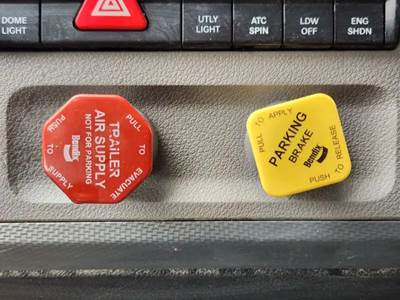 DOME
LIGHT
UTLY
LIGHT
ATC
SPIN
LDW
OFF
ENG
SHDN
PUSH TO SUPPLY
PULL TO EVACUATE
TRAILER
AIR SUPPLY
NOT FOR PARKING
Bendix
PULL TO APPLY
PARKING
BRAKE
Bendix
PUSH TO RELEASE